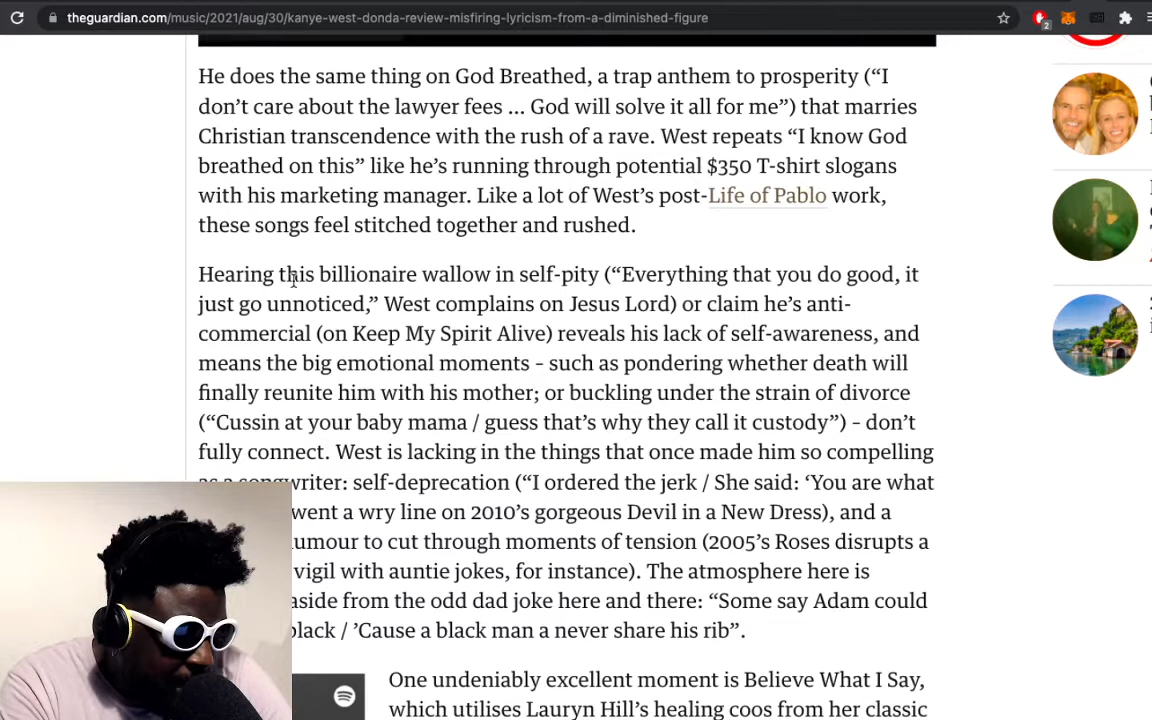 theguardian.com/music/2021/aug/30/kanye-west-donda-review-misfiring-lyricism-from-a-diminished-figure
2
He does the same thing on God Breathed, a trap anthem to prosperity (“I
don’t care about the lawyer fees ... God will solve it all for me”) that marries
Christian transcendence with the rush of a rave. West repeats “I know God
breathed on this” like he’s running through potential $350 T-shirt slogans
with his marketing manager. Like a lot of West’s post-Life of Pablo work,
these songs feel stitched together and rushed.
Hearing this billionaire wallow in self-pity (“Everything that you do good, it
just go unnoticed,” West complains on Jesus Lord) or claim he’s anti-
commercial (on Keep My Spirit Alive) reveals his lack of self-awareness, and
means the big emotional moments – such as pondering whether death will
finally reunite him with his mother; or buckling under the strain of divorce
(“Cussin at your baby mama / guess that’s why they call it custody”) – don’t
fully connect. West is lacking in the things that once made him so compelling
as a songwriter: self-deprecation (“I ordered the jerk / She said: ‘You are what
went a wry line on 2010’s gorgeous Devil in a New Dress), and a
umour to cut through moments of tension (2005’s Roses disrupts a
vigil with auntie jokes, for instance). The atmosphere here is
aside from the odd dad joke here and there: “Some say Adam could
black / ’Cause a black man a never share his rib”.
One undeniably excellent moment is Believe What I Say,
which utilises Lauryn Hill’s healing coos from her classic